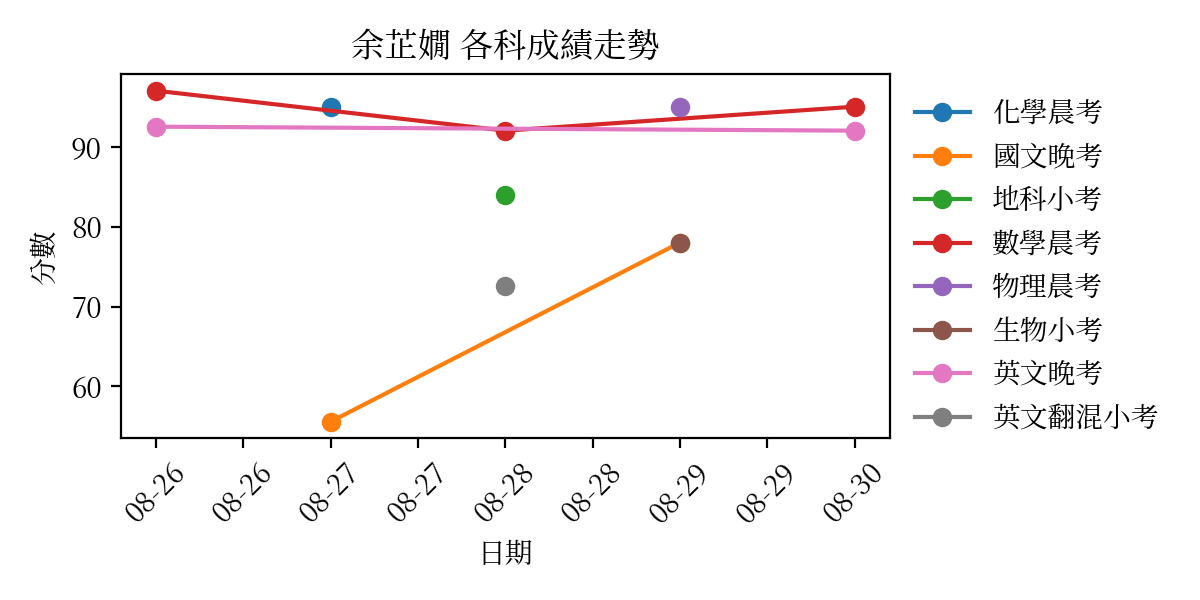 余芷嫺 各科成績走勢
分數
90
80
70
60
08-26
08-26
08-27
08-27
08-28
08-28
08-29
08-29
08-30
日期
化學晨考
國文晚考
地科小考
數學晨考
物理晨考
生物小考
英文晚考
英文翻混小考